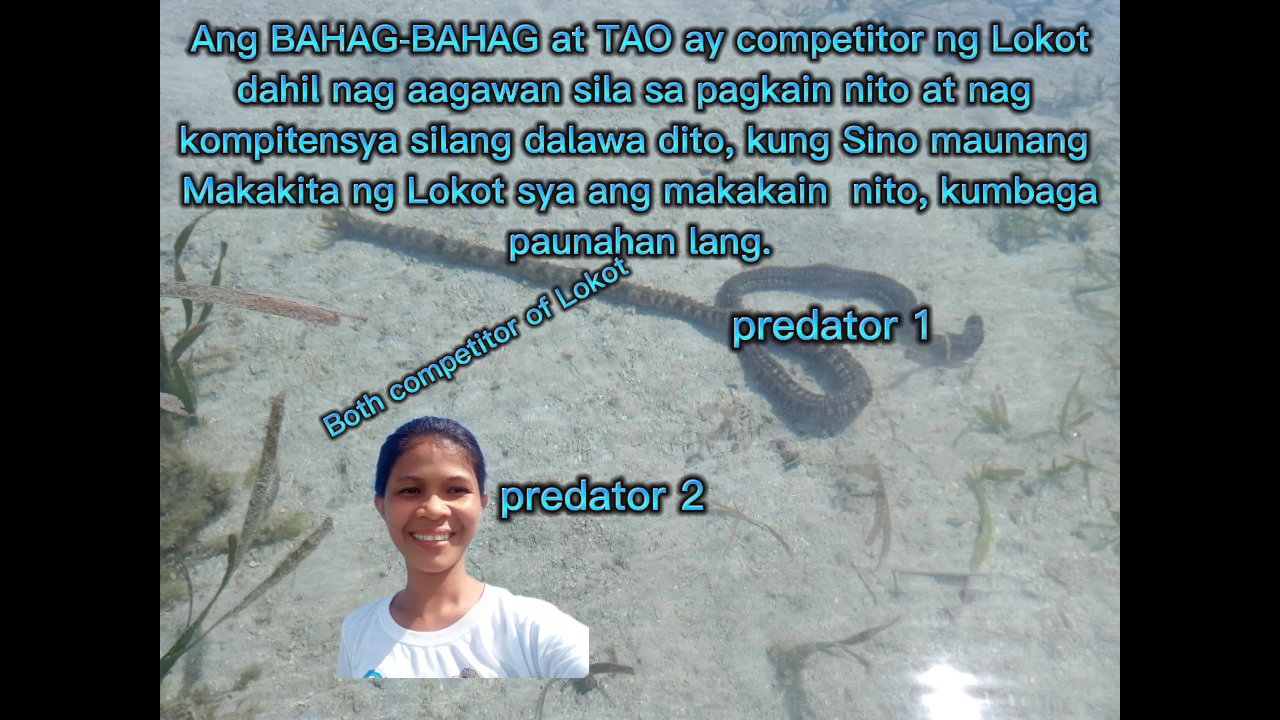 Ang BAHAG-BAHAG at TAO ay competitor ng Lokot
dahil nag aagawan sila sa pagkain nito at nag
kompitensya silang dalawa dito, kung Sino maunang
Makakita ng Lokot sya ang makakain nito, kumbaga
paunahan lang.
Both competitor of Lokot
predator 1
predator 2